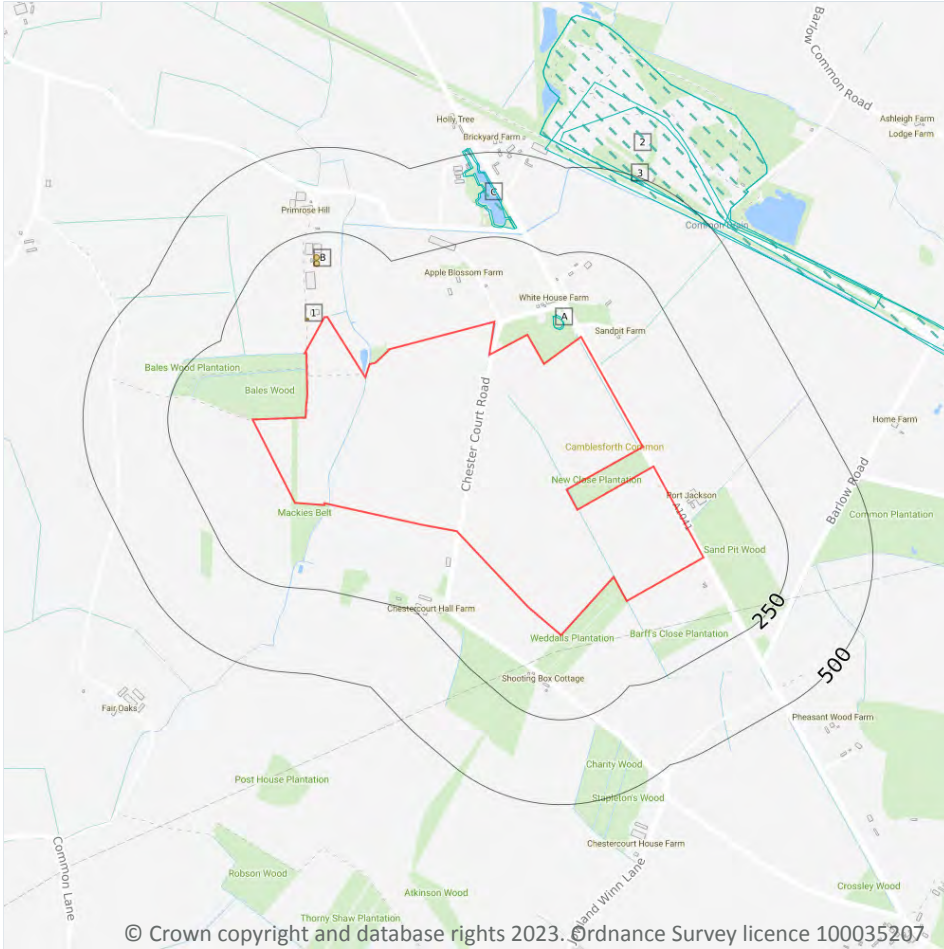 Barlow Common Road
Ashleigh Farm
Lodge Farm
Holly Tree
Brickyard Farm
2
3
C
Primrose Hill
B
Apple Blossom Farm
White House Farm
A
1
Sandpit Farm
Bales Wood Plantation
Bales Wood
Chester Court Road
Camblesforth Common
Home Farm
New Close Plantation
Port Jackson
A1041
Barlow Road
Common Plantation
Mackies Belt
Sand Pit Wood
Chestercourt Hall Farm
250
Weddalls Plantation
Barff's Close Plantation
500
Shooting Box Cottage
Fair Oaks
Pheasant Wood Farm
Charity Wood
Post House Plantation
Stapleton's Wood
Chestercourt House Farm
Common Lane
Robson Wood
Atkinson Wood
Crossley Wood
Thorny Shaw Plantation
Winn Lane
© Crown copyright and database rights 2023. Ordnance Survey licence 100035207